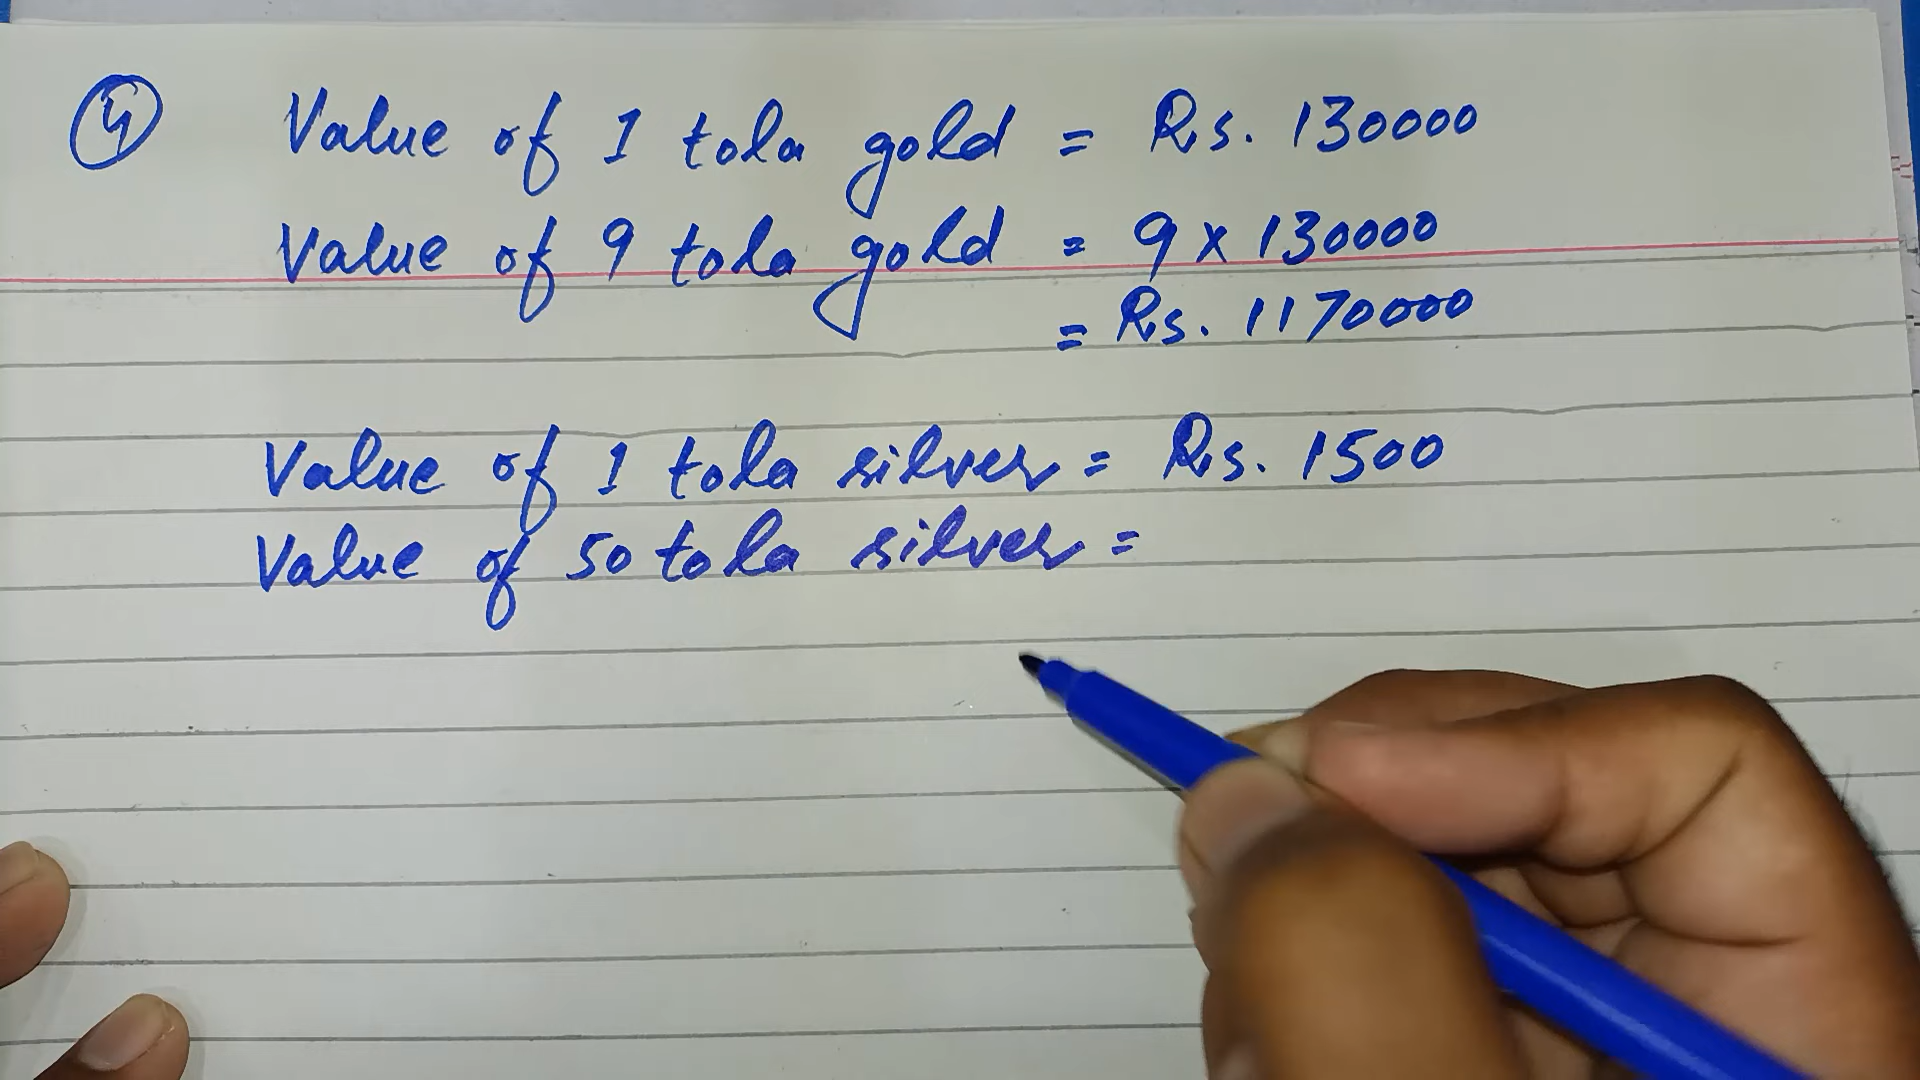 4 Value of 1 tola gold = Rs. 130000
Value of 9 tola gold = 9 x 130000
= Rs. 1170000
Value of 1 tola silver = Rs. 1500
Value of 50 tola silver =